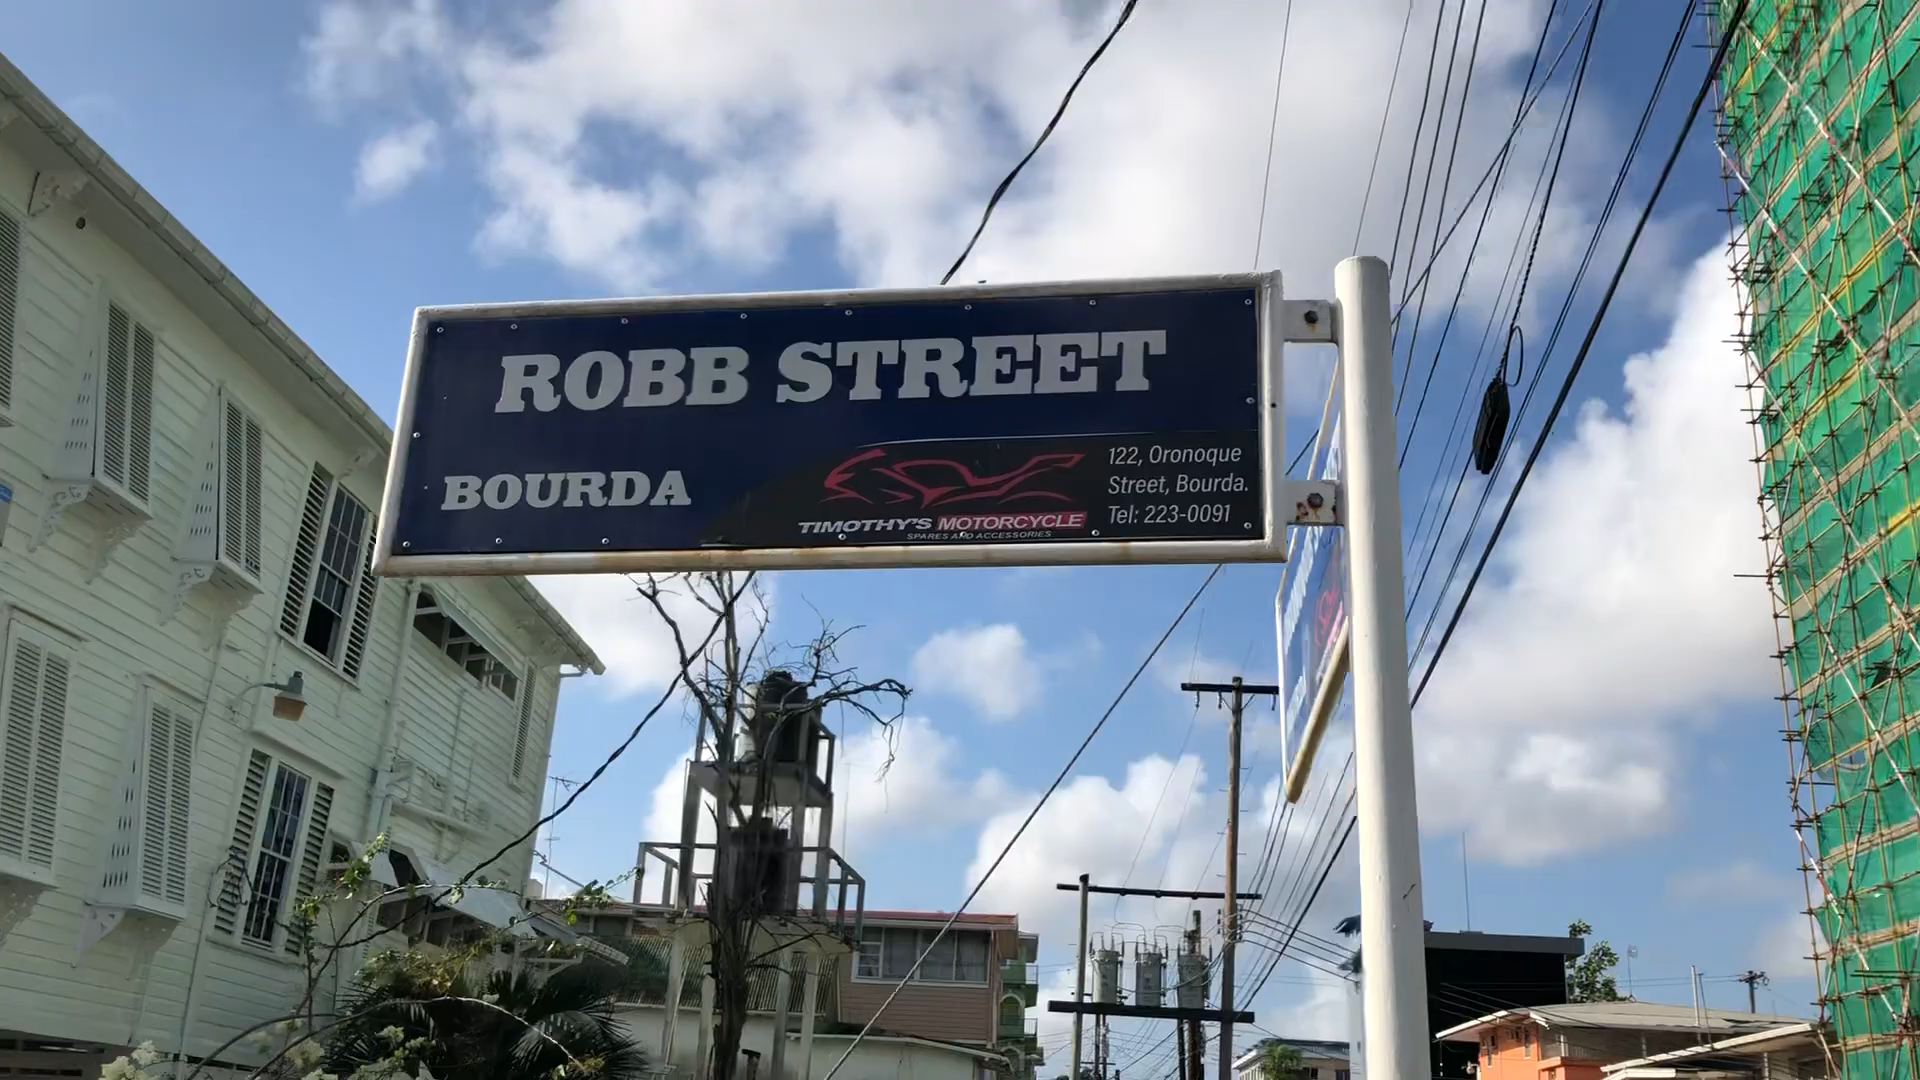 ROBB STREET
BOURDA
TIMOTHY'S MOTORCYCLE
SPARES AND ACCESSORIES
122, Oronoque
Street, Bourda.
Tel: 223-0091